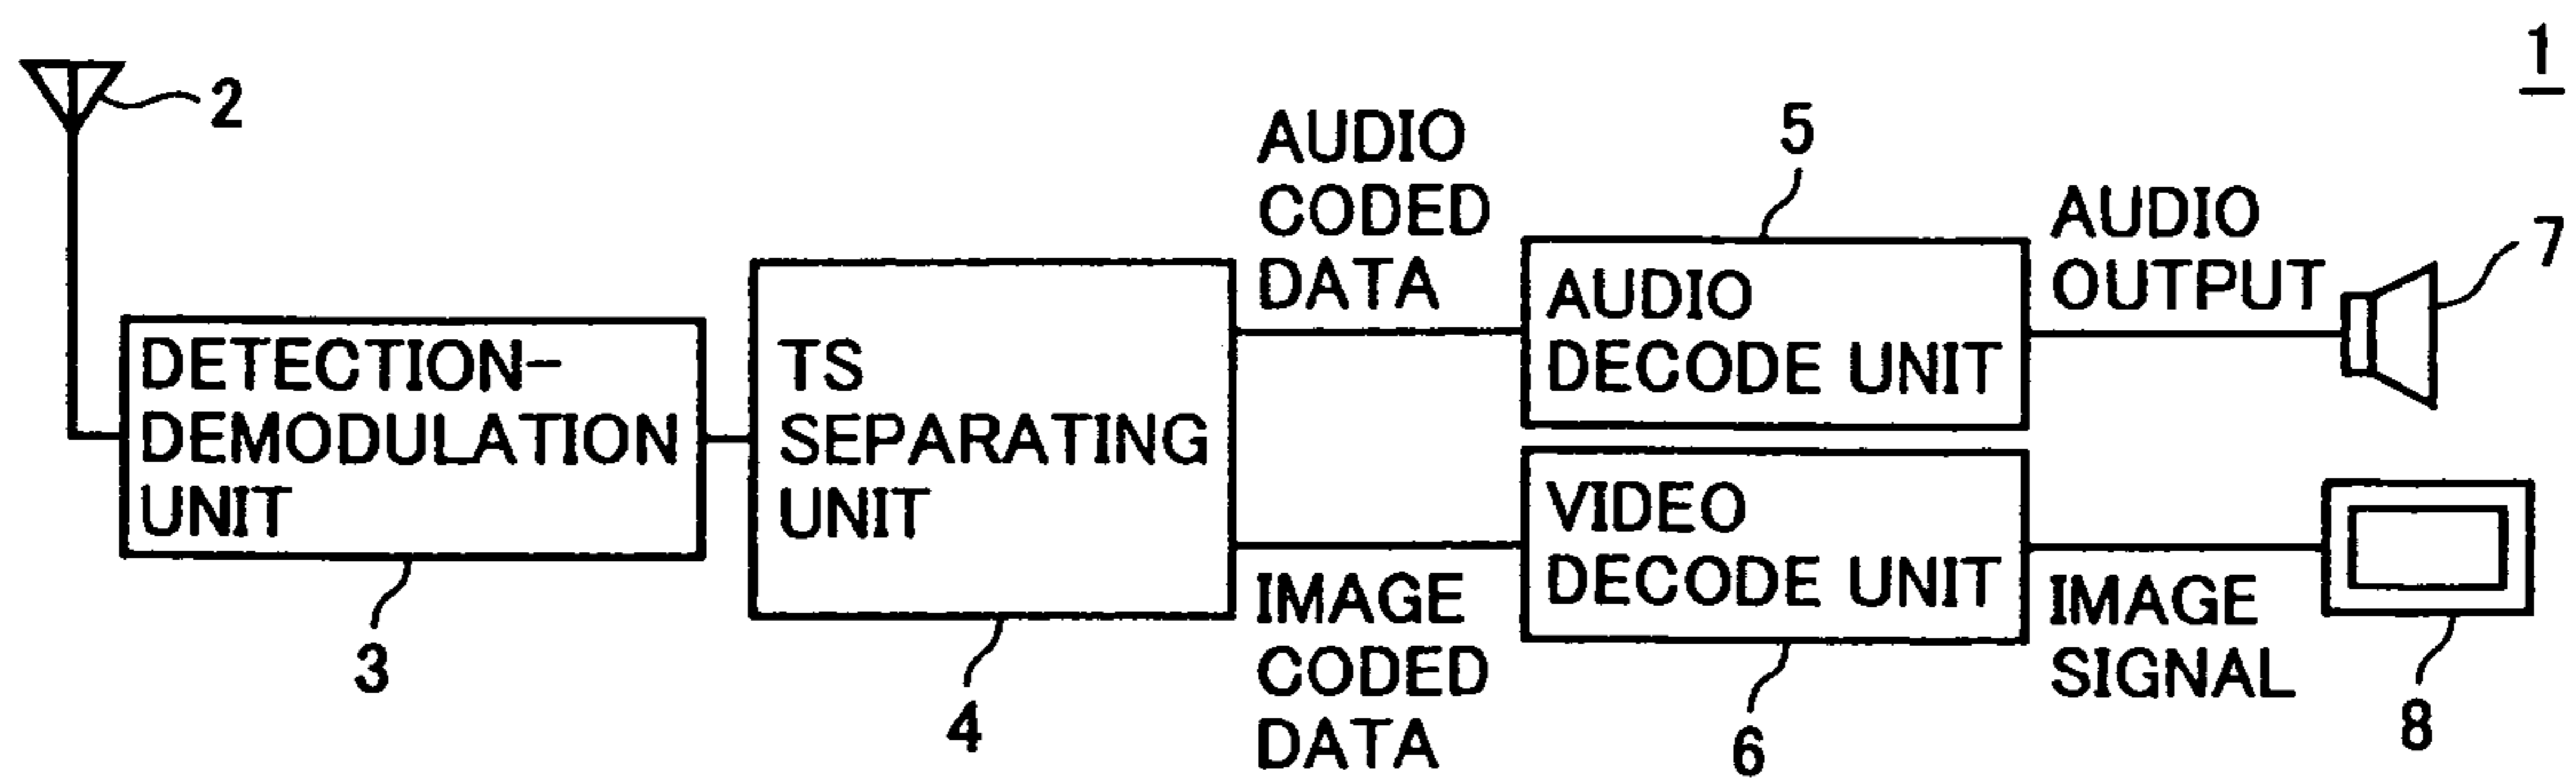 1
2
AUDIO
CODED
DATA
5
AUDIO
OUTPUT
7
DETECTION-
DEMODULATION
UNIT
3
TS
SEPARATING
UNIT
4
AUDIO
DECODE UNIT
VIDEO
DECODE UNIT
6
IMAGE
CODED
DATA
IMAGE
SIGNAL
8